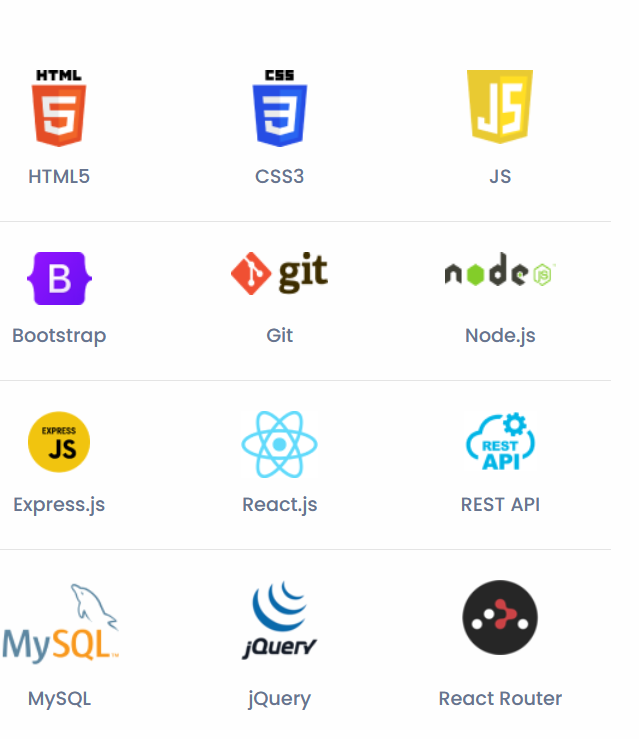 HTML
5
CSS
3
JS
HTML5 CSS3 JS
B
git
node
JS
Bootstrap Git Node.js
EXPRESS
JS
REST
API
Express.js React.js REST API
MySQL™
jQuery
MySQL jQuery React Router